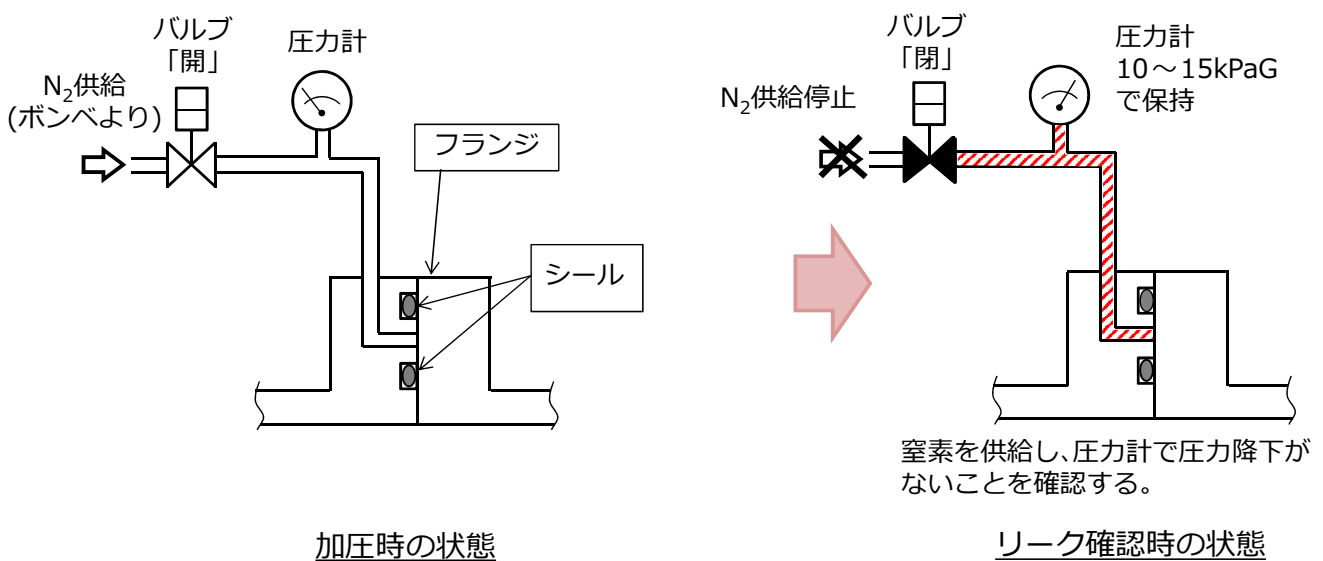 バルブ
「開」
圧力計
N₂供給
(ボンベより)
フランジ
シール
加圧時の状態
バルブ
「閉」
圧力計
10～15kPaG
で保持
N₂供給停止
窒素を供給し、圧力計で圧力降下が
ないことを確認する。
リーク確認時の状態